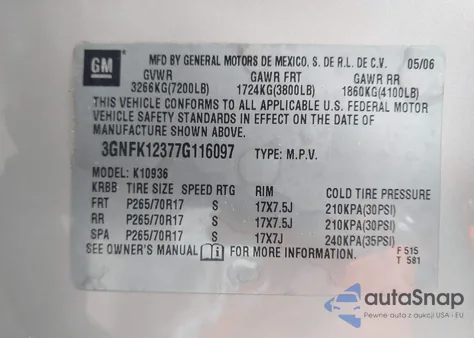 GM
MFD BY GENERAL MOTORS DE MEXICO, S. DE R.L. DE C.V. 05/06
GVWR GAWR FRT GAWR RR
3266KG(7200LB) 1724KG(3800LB) 1860KG(4100LB)
THIS VEHICLE CONFORMS TO ALL APPLICABLE U.S. FEDERAL MOTOR
VEHICLE SAFETY STANDARDS IN EFFECT ON THE DATE OF
MANUFACTURE SHOWN ABOVE.
3GNFK12377G116097 TYPE: M.P.V.
MODEL: K10936
KRBB TIRE SIZE SPEED RTG RIM COLD TIRE PRESSURE
FRT P265/70R17 S 17X7.5J 210KPA(30PSI)
RR P265/70R17 S 17X7.5J 210KPA(30PSI)
SPA P265/70R17 S 17X7J 240KPA(35PSI)
SEE OWNER'S MANUAL FOR MORE INFORMATION. F 515
T 581
autoSnap
Pewne auta z aukcji USA - EU